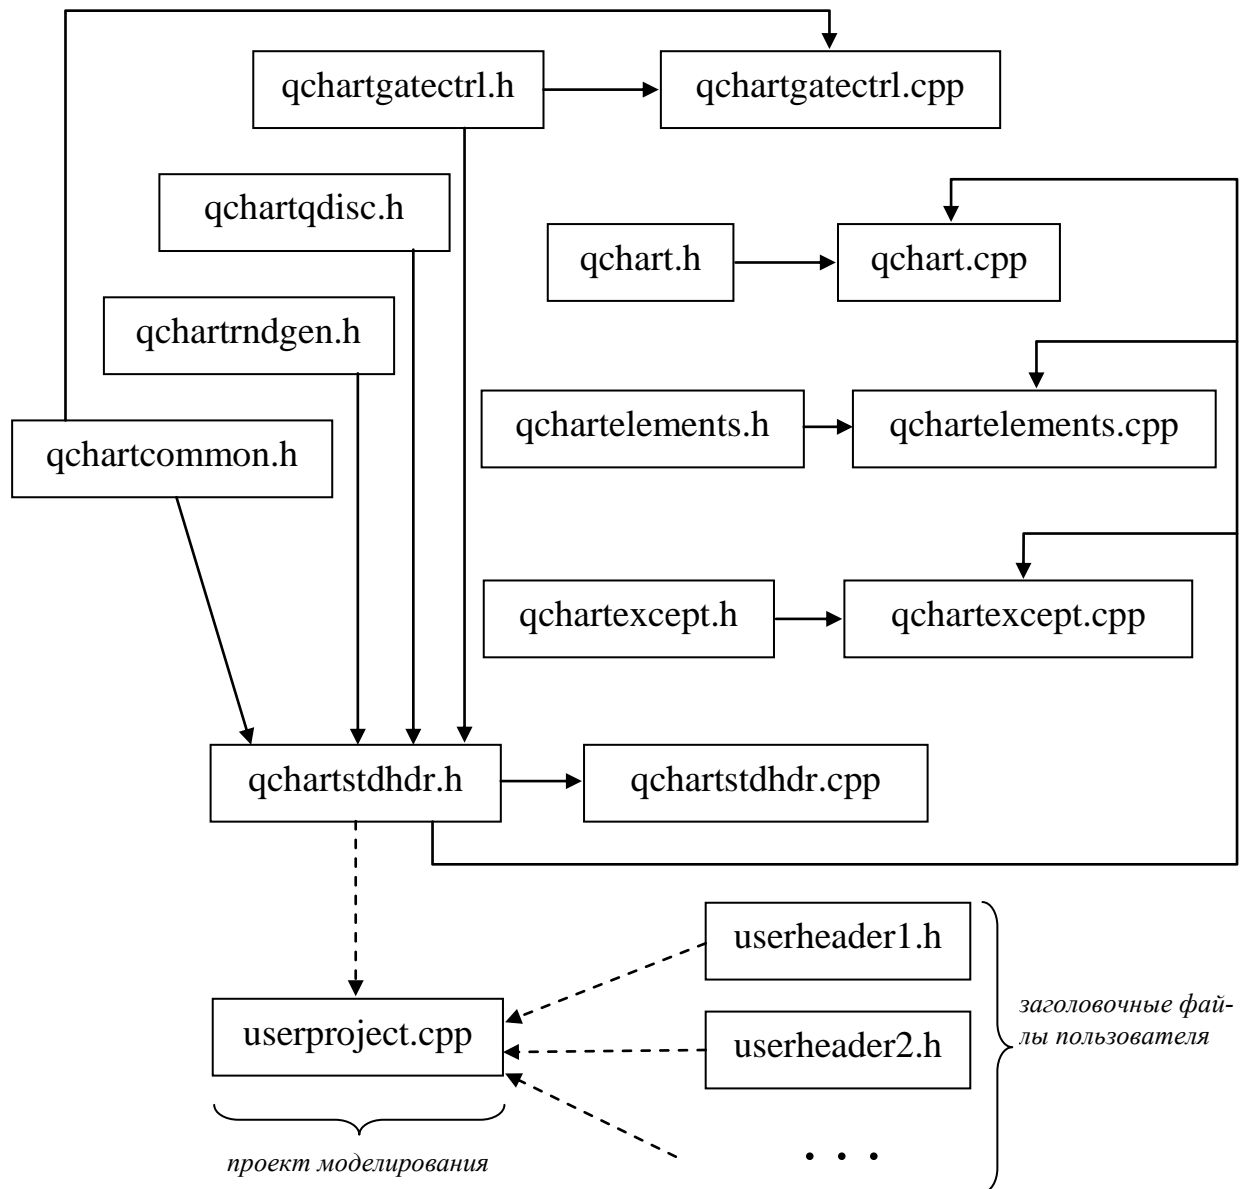 qchartgatectrl.h
qchartgatectrl.cpp
qchartqdisc.h
qchart.h
qchart.cpp
qchartrndgen.h
qchartelements.h
qchartelements.cpp
qchartcommon.h
qchartexcept.h
qchartexcept.cpp
qchartstdhdr.h
qchartstdhdr.cpp
userheader1.h
заголовочные фай-
лы пользователя
userproject.cpp
userheader2.h
проект моделирования
. . .